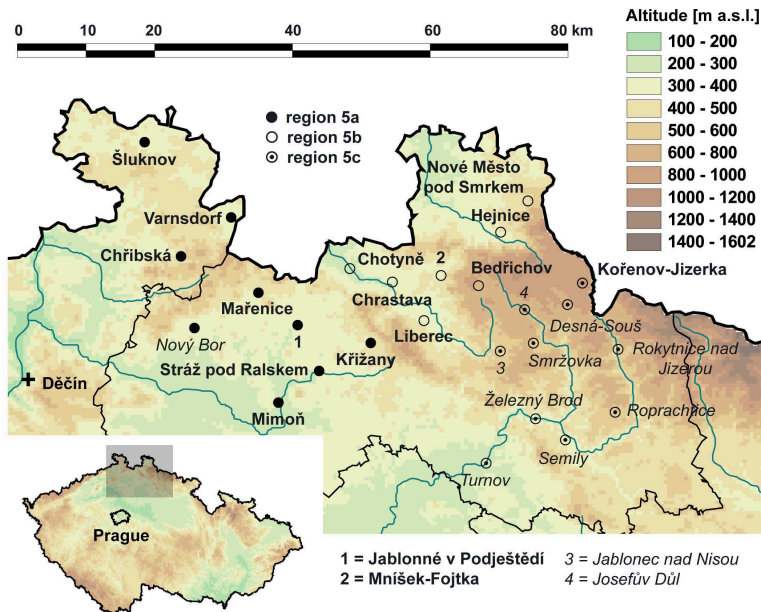 Altitude [m a.s.l.]
0 20 40 60 80 km
10
100 - 200
200 - 300
300 - 400
400 - 500
500 - 600
600 - 800
800 - 1000
1000 - 1200
1200 - 1400
1400 - 1602
region 5a
region 5b
region 5c
Šluknov
Nové Město
pod Smrkem
Varnsdorf
Hejnice
Chřibská
Chotyně
2
Bedřichov
Kořenov-Jizerka
Mařenice
Chrastava
4
Desná-Souš
Nový Bor
1
Liberec
Křižany
Smržovka
Rokytnice nad
Jizerou
Stráž pod Ralskem
3
Děčín
Mimoň
Železný Brod
Roprachtice
Semily
Turnov
Prague
1 = Jablonné v Podještědí
2 = Mníšek-Fojtka
3 = Jablonec nad Nisou
4 = Josefův Důl